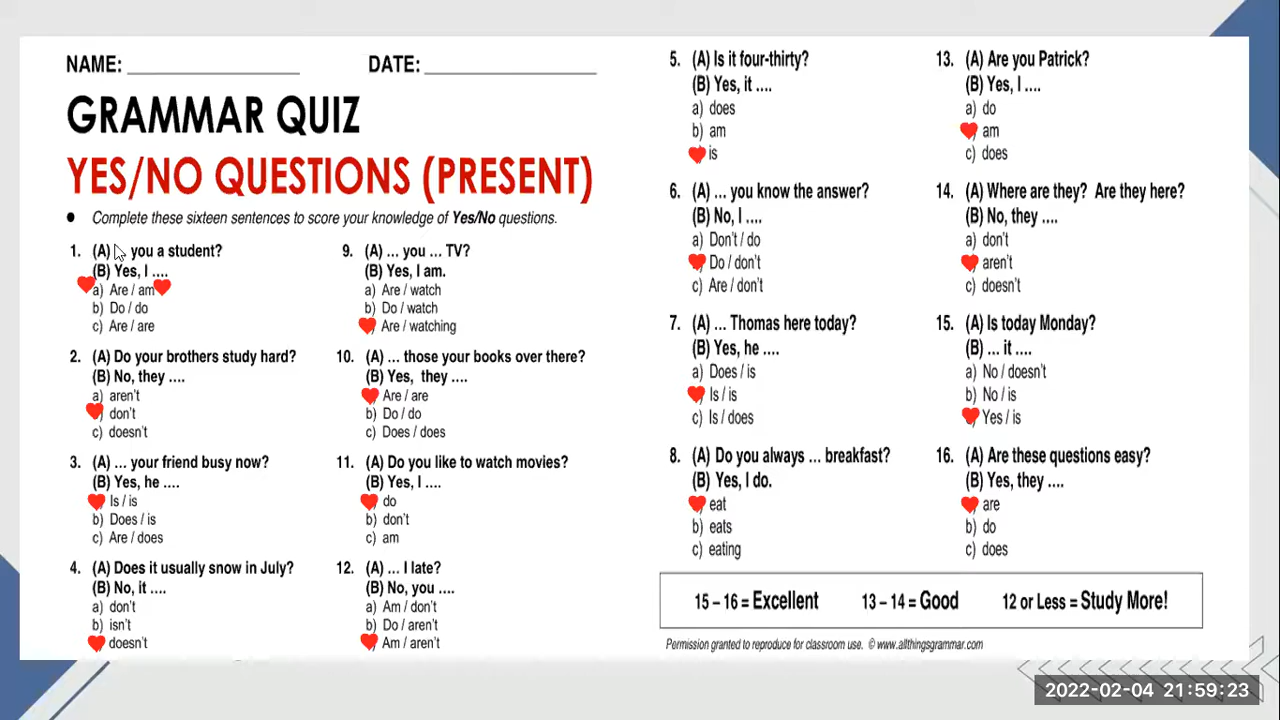 NAME: _______________ DATE: _______________
GRAMMAR QUIZ
YES/NO QUESTIONS (PRESENT)
● Complete these sixteen sentences to score your knowledge of Yes/No questions.
1. (A) … you a student?
(B) Yes, I ….
a) Are / am
b) Do / do
c) Are / are
2. (A) Do your brothers study hard?
(B) No, they ….
a) aren't
don't
c) doesn't
3. (A) … your friend busy now?
(B) Yes, he ….
Is / is
b) Does / is
c) Are / does
4. (A) Does it usually snow in July?
(B) No, it ….
a) don't
b) isn't
doesn't
9. (A) … you … TV?
(B) Yes, I am.
a) Are / watch
b) Do / watch
Are / watching
10. (A) … those your books over there?
(B) Yes, they ….
Are / are
b) Do / do
c) Does / does
11. (A) Do you like to watch movies?
(B) Yes, I ….
do
b) don't
c) am
12. (A) … I late?
(B) No, you ….
a) Am / don't
b) Do / aren't
Am / aren't
5. (A) Is it four-thirty?
(B) Yes, it ….
a) does
b) am
is
6. (A) … you know the answer?
(B) No, I ….
a) Don't / do
Do / don't
c) Are / don't
7. (A) … Thomas here today?
(B) Yes, he ….
a) Does / is
Is / is
c) Is / does
8. (A) Do you always … breakfast?
(B) Yes, I do.
eat
b) eats
c) eating
13. (A) Are you Patrick?
(B) Yes, I ….
a) do
am
c) does
14. (A) Where are they? Are they here?
(B) No, they ….
a) don't
aren't
c) doesn't
15. (A) Is today Monday?
(B) … it ….
a) No / doesn't
b) No / is
Yes / is
16. (A) Are these questions easy?
(B) Yes, they ….
are
b) do
c) does
15 – 16 = Excellent 13 – 14 = Good 12 or Less = Study More!
Permission granted to reproduce for classroom use. © www.allthingsgrammar.com
2022-02-04 21:59:23